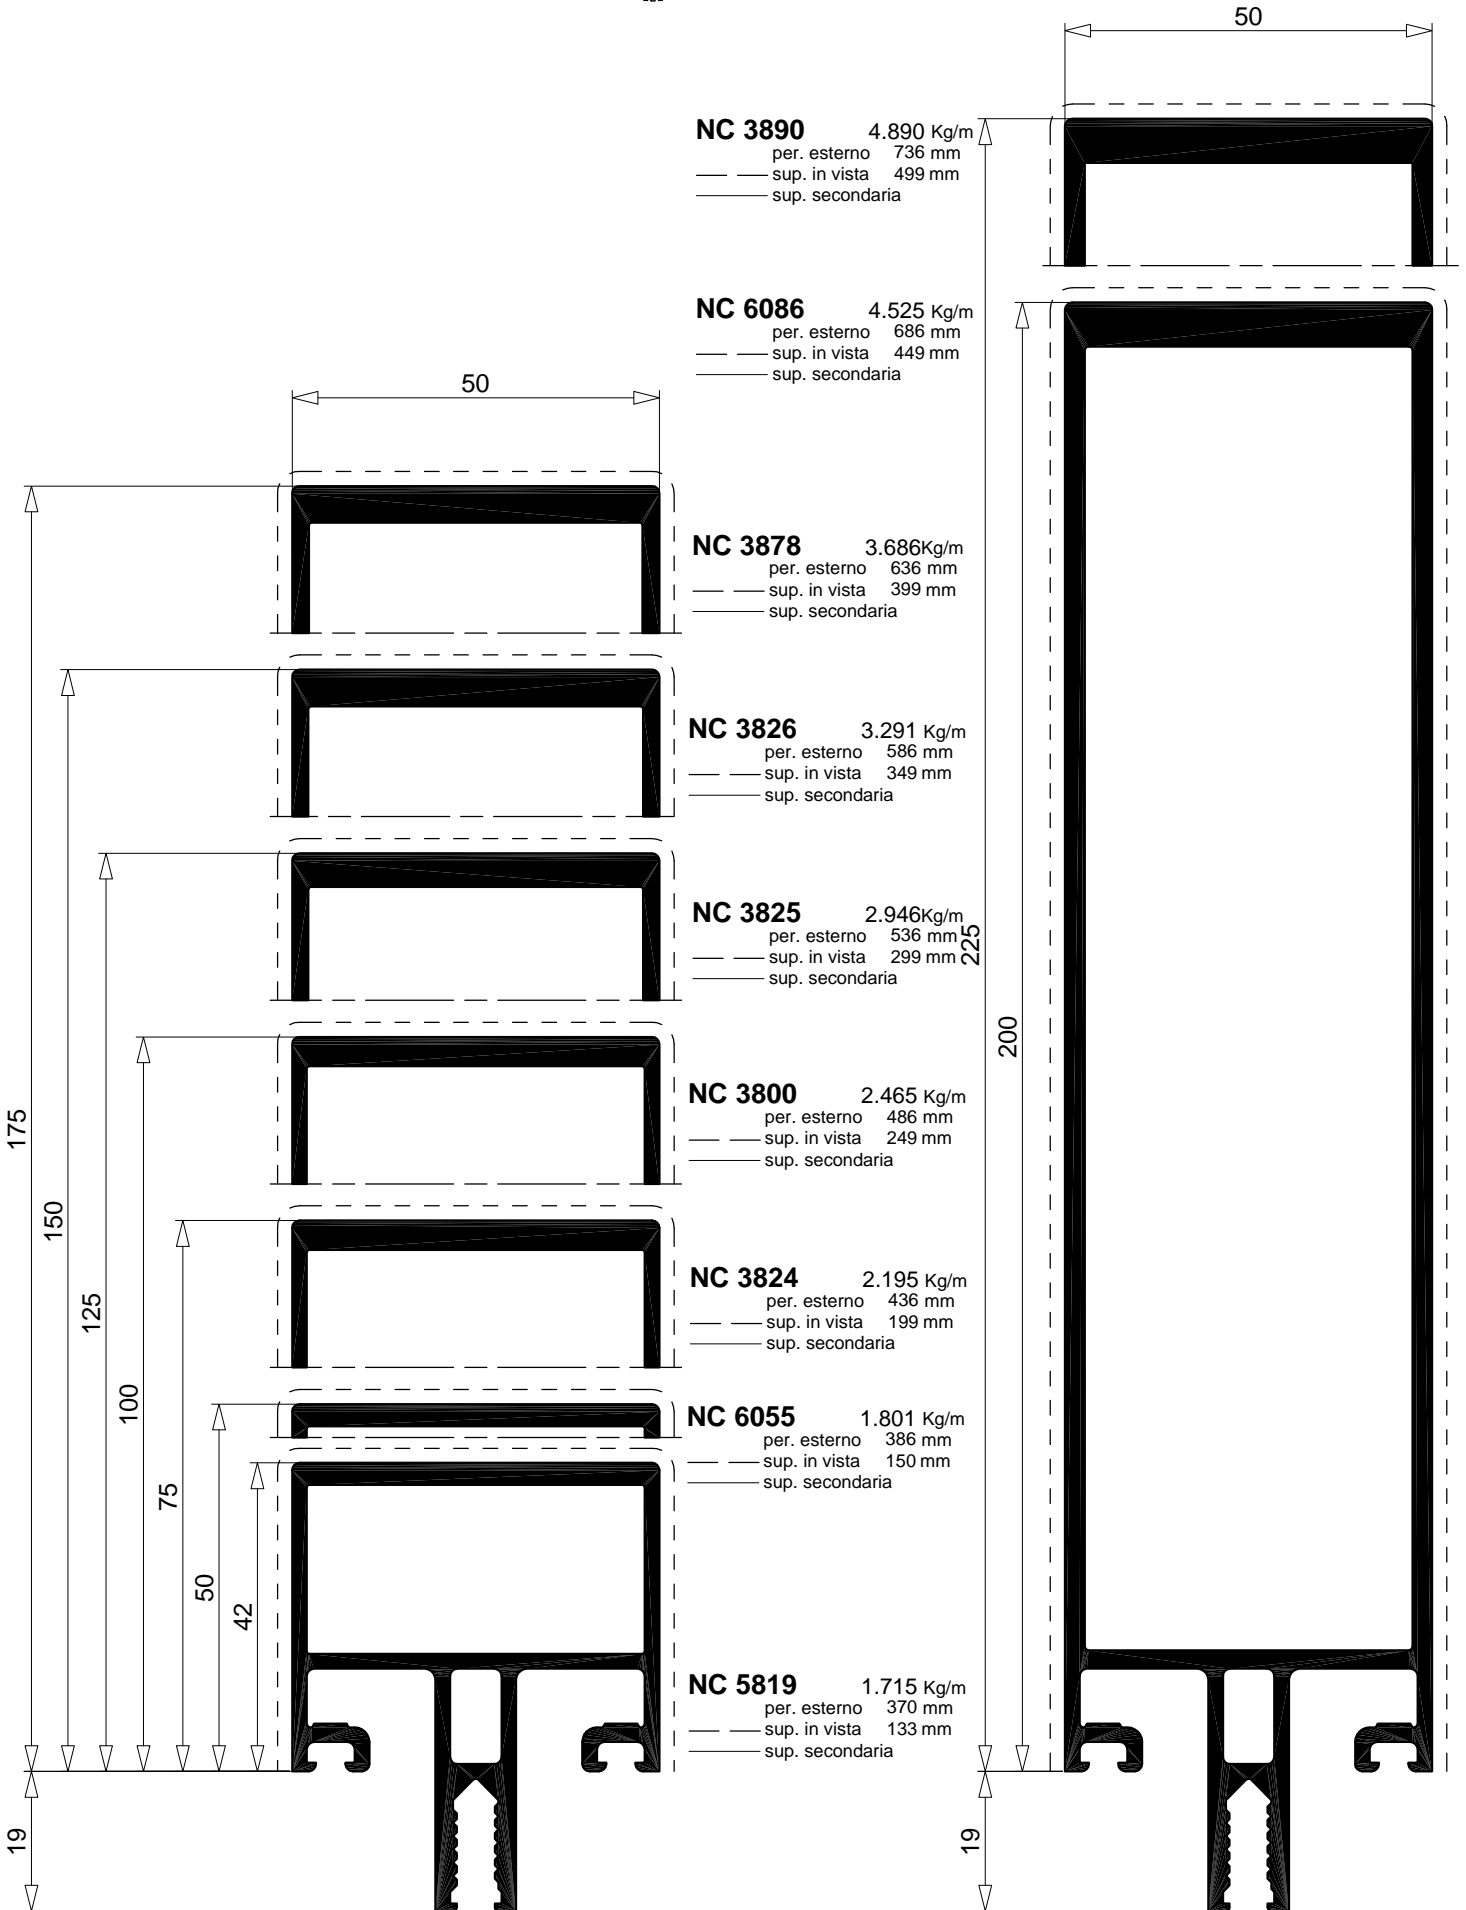 50
NC 3890 4.890 Kg/m
per. esterno 736 mm
sup. in vista 499 mm
sup. secondaria
NC 6086 4.525 Kg/m
per. esterno 686 mm
sup. in vista 449 mm
sup. secondaria
50
NC 3878 3.686Kg/m
per. esterno 636 mm
sup. in vista 399 mm
sup. secondaria
NC 3826 3.291 Kg/m
per. esterno 586 mm
sup. in vista 349 mm
sup. secondaria
NC 3825 2.946Kg/m
per. esterno 536 mm
sup. in vista 299 mm
sup. secondaria
225
200
NC 3800 2.465 Kg/m
per. esterno 486 mm
sup. in vista 249 mm
sup. secondaria
175
150
125
100
75
50
42
NC 3824 2.195 Kg/m
per. esterno 436 mm
sup. in vista 199 mm
sup. secondaria
NC 6055 1.801 Kg/m
per. esterno 386 mm
sup. in vista 150 mm
sup. secondaria
NC 5819 1.715 Kg/m
per. esterno 370 mm
sup. in vista 133 mm
sup. secondaria
19
19